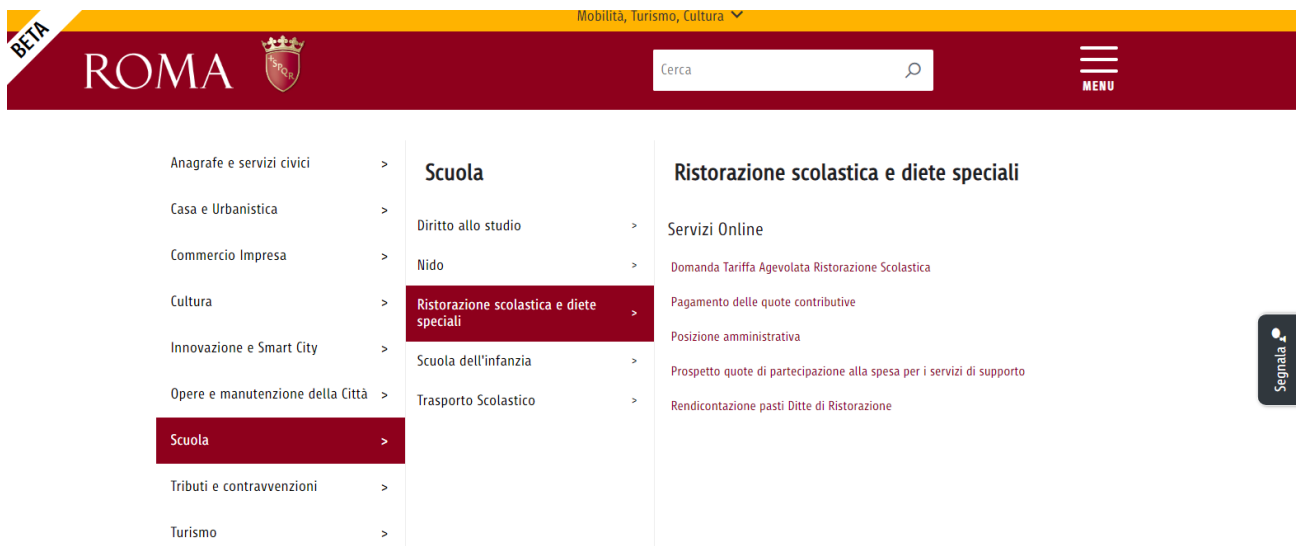 Mobilità, Turismo, Cultura
BETA
ROMA
SPQR
Cerca
MENU
Anagrafe e servizi civici >
Casa e Urbanistica >
Commercio Impresa >
Cultura >
Innovazione e Smart City >
Opere e manutenzione della Città >
Scuola >
Tributi e contravvenzioni >
Turismo >
Scuola
Diritto allo studio >
Nido >
Ristorazione scolastica e diete
speciali >
Scuola dell'infanzia >
Trasporto Scolastico >
Ristorazione scolastica e diete speciali
Servizi Online
Domanda Tariffa Agevolata Ristorazione Scolastica
Pagamento delle quote contributive
Posizione amministrativa
Prospetto quote di partecipazione alla spesa per i servizi di supporto
Rendicontazione pasti Ditte di Ristorazione
Segnala